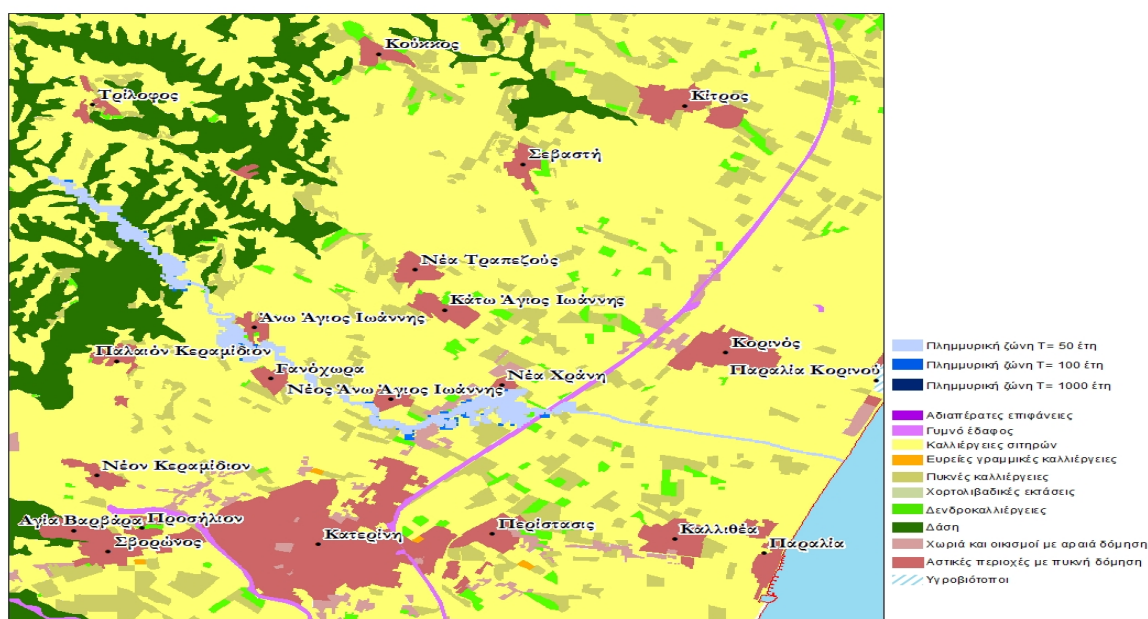 Κούκκος
Τρίλοφος
Κίτρος
Σεβαστή
Νέα Τραπεζούς
Κάτω Άγιος Ιωάννης
Άνω Άγιος Ιωάννης
Κορινός
Παλαιόν Κεραμίδιον
Παραλία Κορινού
Γανόχωρα
Νέα Χράνη
Νέος Άνω Άγιος Ιωάννης
Νέον Κεραμίδιον
Αγία Βαρβάρα
Προσήλιον
Περίστασις
Καλλιθέα
Σβορώνος
Κατερίνη
Παραλία
Πλημμυρική ζώνη Τ= 50 έτη
Πλημμυρική ζώνη Τ= 100 έτη
Πλημμυρική ζώνη Τ= 1000 έτη
Αδιαπέρατες επιφάνειες
Γυμνό έδαφος
Καλλιέργειες σιτηρών
Ευρείες γραμμικές καλλιέργειες
Πυκνές καλλιέργειες
Χορτολιβαδικές εκτάσεις
Δενδροκαλλιέργειες
Δάση
Χωριά και οικισμοί με αραιά δόμηση
Αστικές περιοχές με πυκνή δόμηση
Υγροβιότοποι